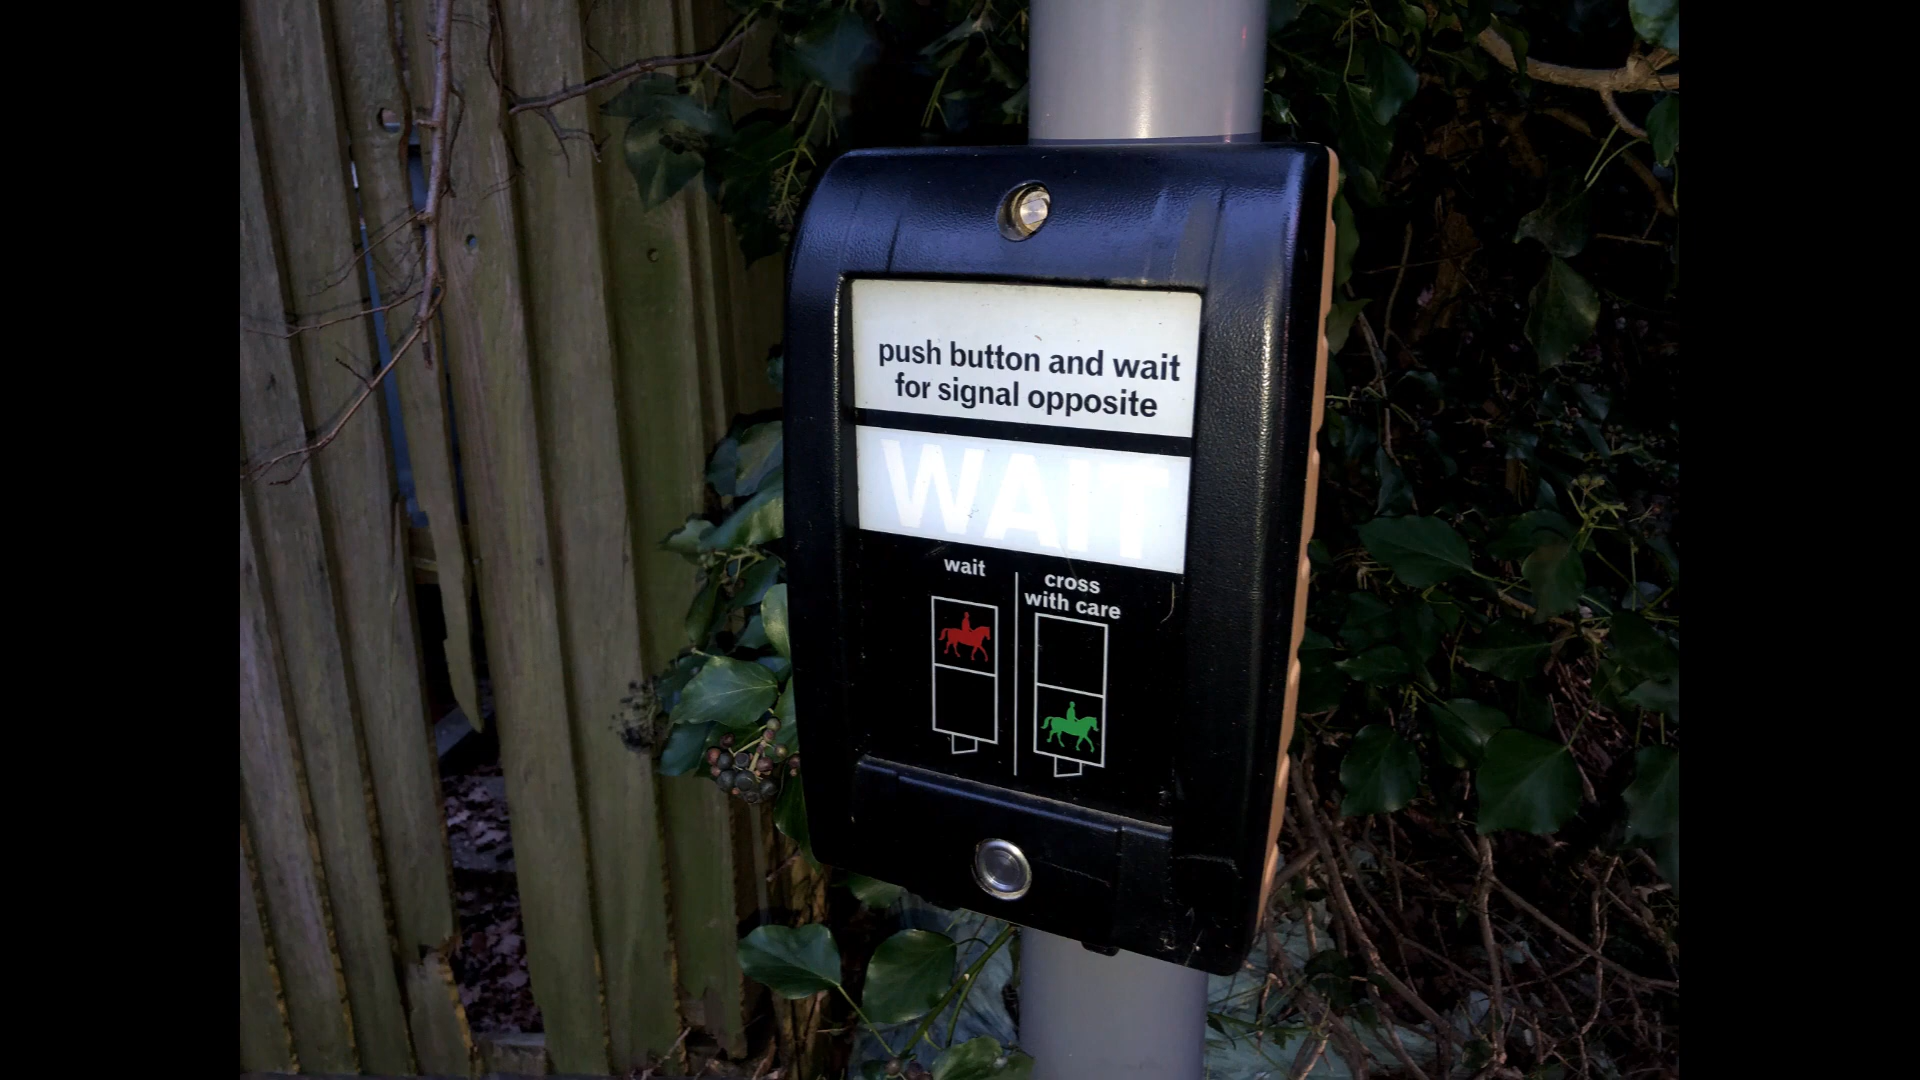 push button and wait
for signal opposite
WAIT
wait
cross
with care